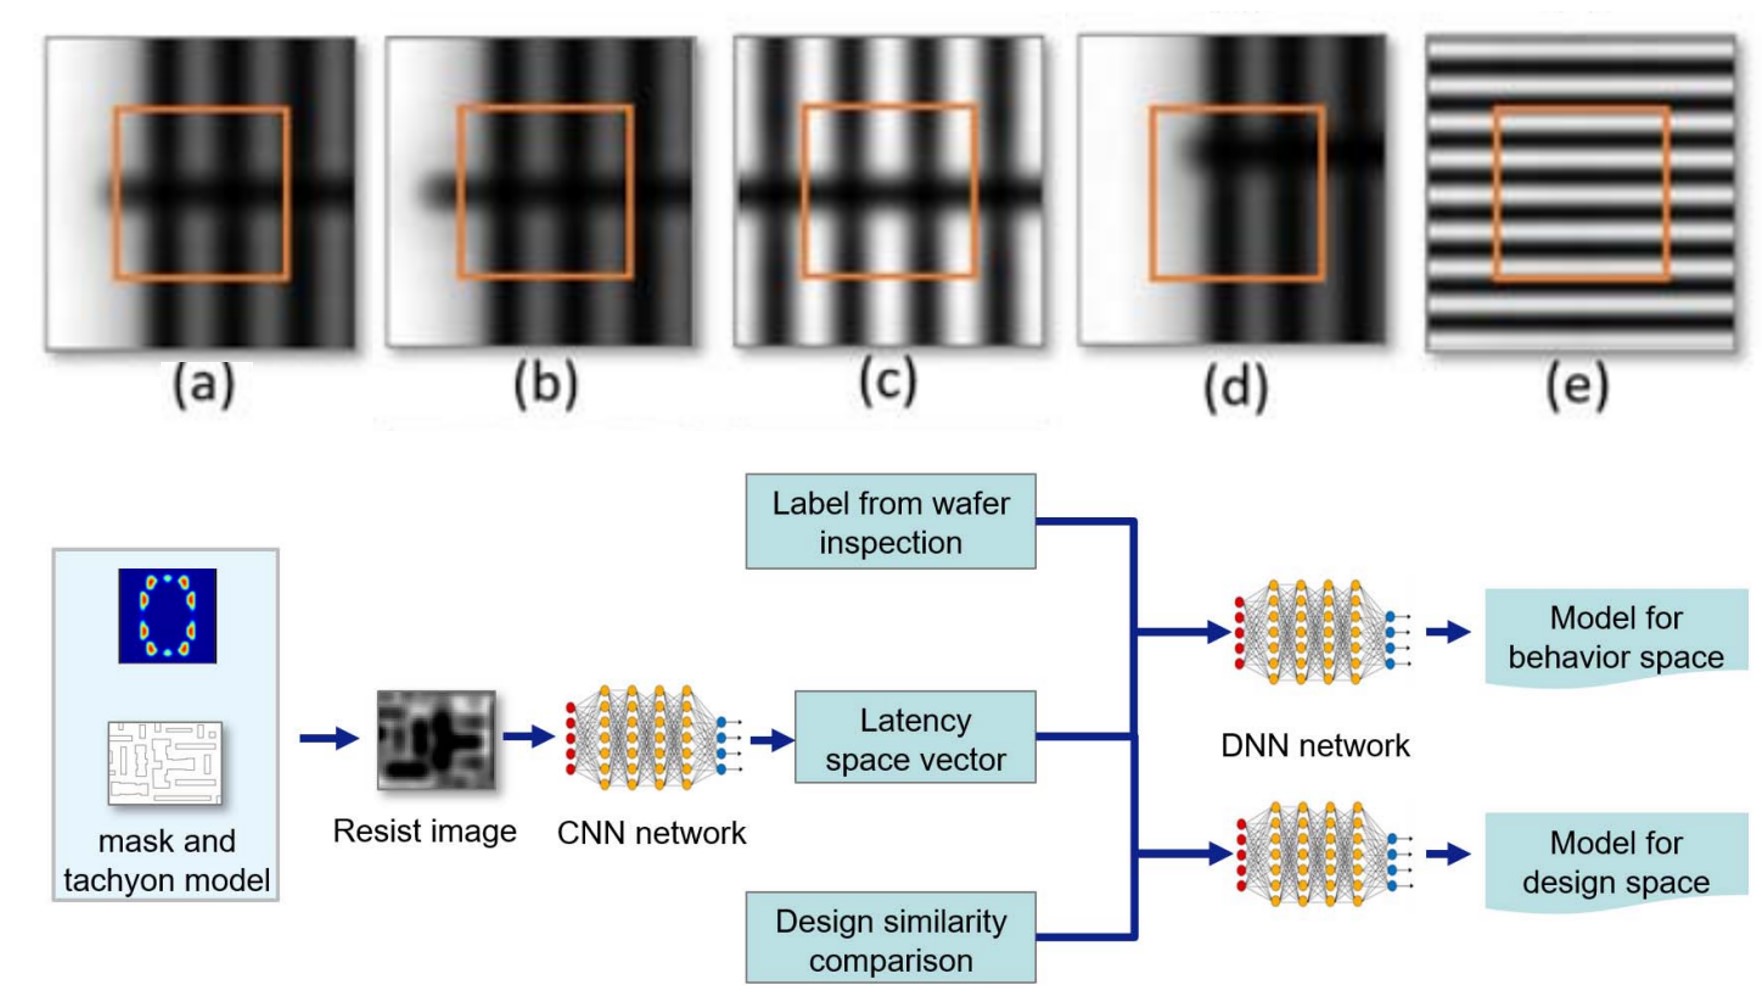 (a)
(b)
(c)
(d)
(e)
Label from wafer
inspection
Model for
behavior space
Latency
space vector
DNN network
mask and
tachyon model
Resist image
CNN network
Model for
design space
Design similarity
comparison